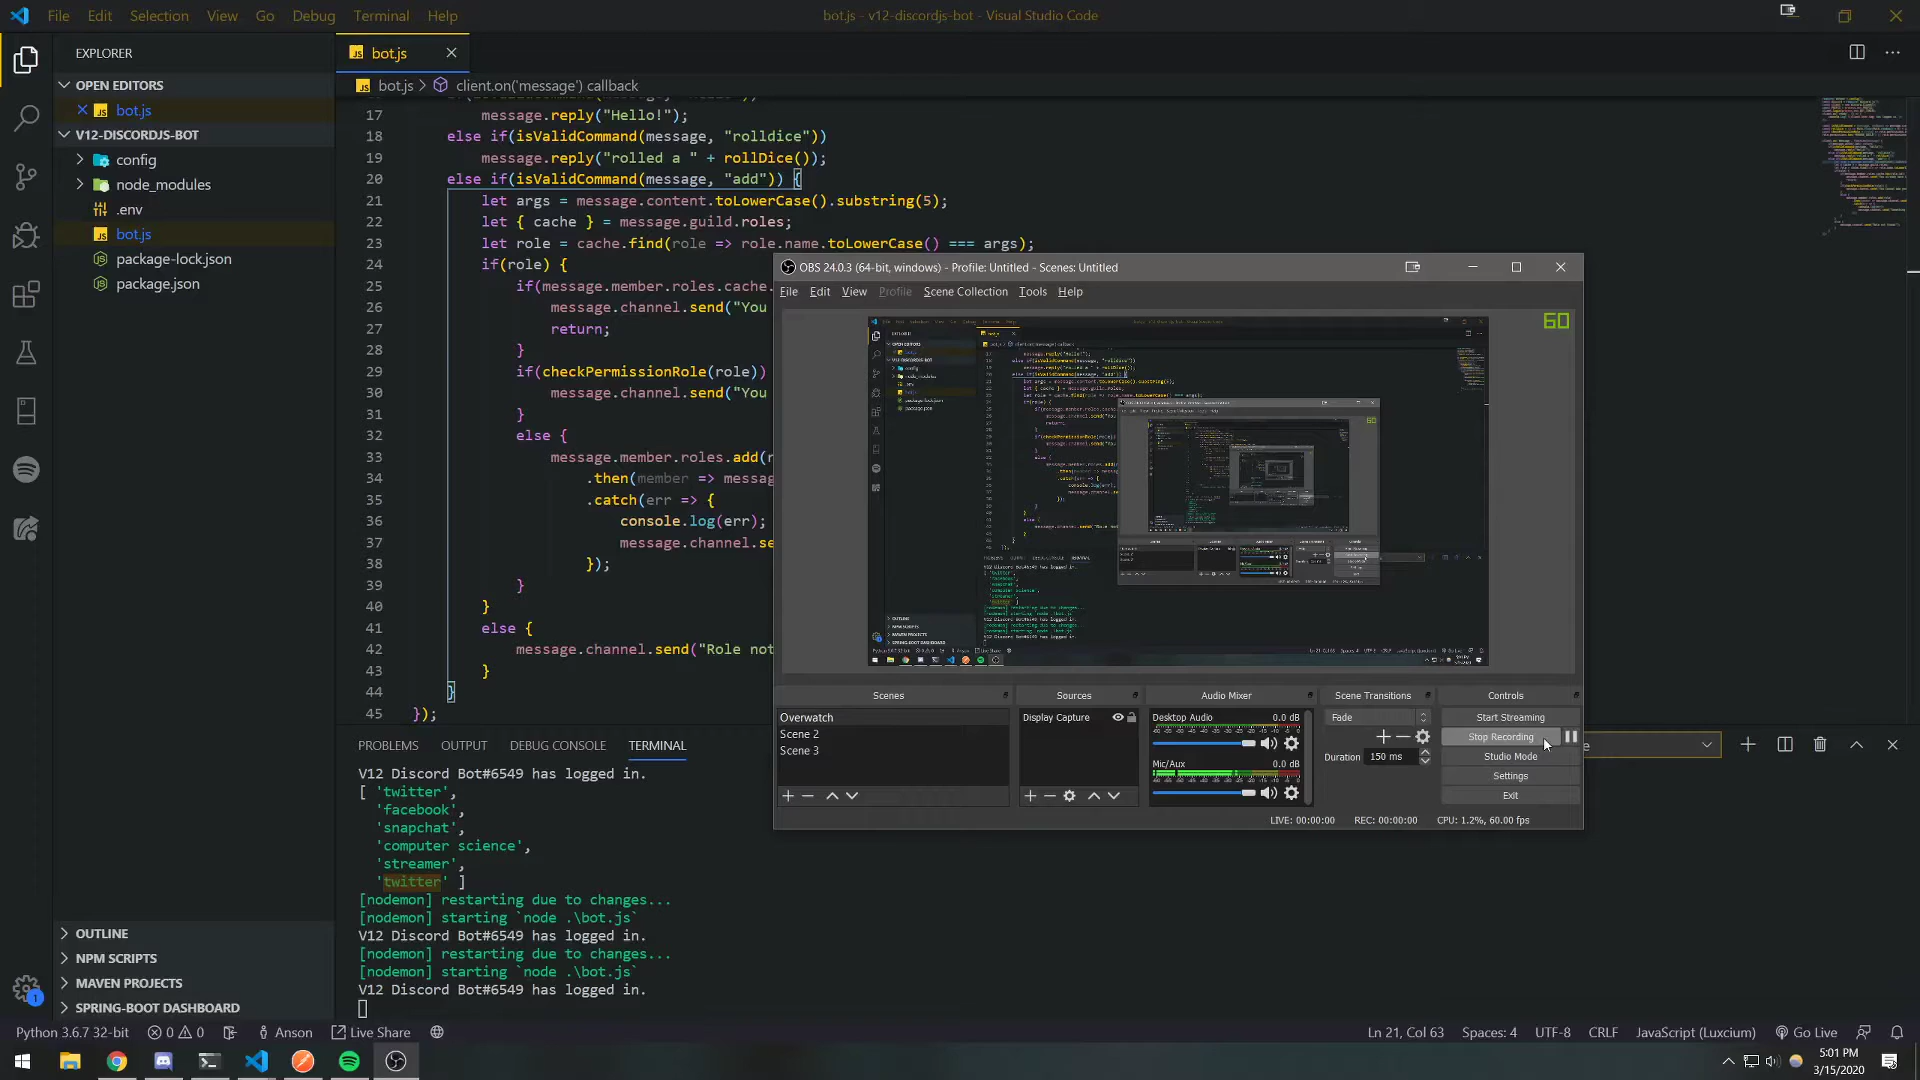 File Edit Selection View Go Debug Terminal Help
bot.js - v12-discordjs-bot - Visual Studio Code
EXPLORER
OPEN EDITORS
bot.js
V12-DISCORDJS-BOT
config
node_modules
.env
bot.js
package-lock.json
package.json
OUTLINE
NPM SCRIPTS
MAVEN PROJECTS
SPRING-BOOT DASHBOARD
bot.js
bot.js > client.on('message') callback
17 message.reply("Hello!");
18 else if(isValidCommand(message, "rolldice"))
19 message.reply("rolled a " + rollDice());
20 else if(isValidCommand(message, "add")) {
21 let args = message.content.toLowerCase().substring(5);
22 let { cache } = message.guild.roles;
23 let role = cache.find(role => role.name.toLowerCase() === args);
24 if(role) {
25 if(message.member.roles.cache.
26 message.channel.send("You
27 return;
28 }
29 if(checkPermissionRole(role))
30 message.channel.send("You
31 }
32 else {
33 message.member.roles.add(r
34 .then(member => messag
35 .catch(err => {
36 console.log(err);
37 message.channel.se
38 });
39 }
40 }
41 else {
42 message.channel.send("Role not
43 }
44 }
45 });
PROBLEMS OUTPUT DEBUG CONSOLE TERMINAL
V12 Discord Bot#6549 has logged in.
[ 'twitter',
'facebook',
'snapchat',
'computer science',
'streamer',
'twitter' ]
[nodemon] restarting due to changes...
[nodemon] starting `node .\bot.js`
V12 Discord Bot#6549 has logged in.
[nodemon] restarting due to changes...
[nodemon] starting `node .\bot.js`
V12 Discord Bot#6549 has logged in.
OBS 24.0.3 (64-bit, windows) - Profile: Untitled - Scenes: Untitled
File Edit View Profile Scene Collection Tools Help
60
Scenes
Overwatch
Scene 2
Scene 3
Sources
Display Capture
Audio Mixer
Desktop Audio 0.0 dB
Mic/Aux 0.0 dB
Scene Transitions
Fade
Duration 150 ms
Controls
Start Streaming
Stop Recording
Studio Mode
Settings
Exit
LIVE: 00:00:00 REC: 00:00:00 CPU: 1.2%, 60.00 fps
Python 3.6.7 32-bit 0 0 Anson Live Share
Ln 21, Col 63 Spaces: 4 UTF-8 CRLF JavaScript (Luxcium) Go Live
1
5:01 PM
3/15/2020